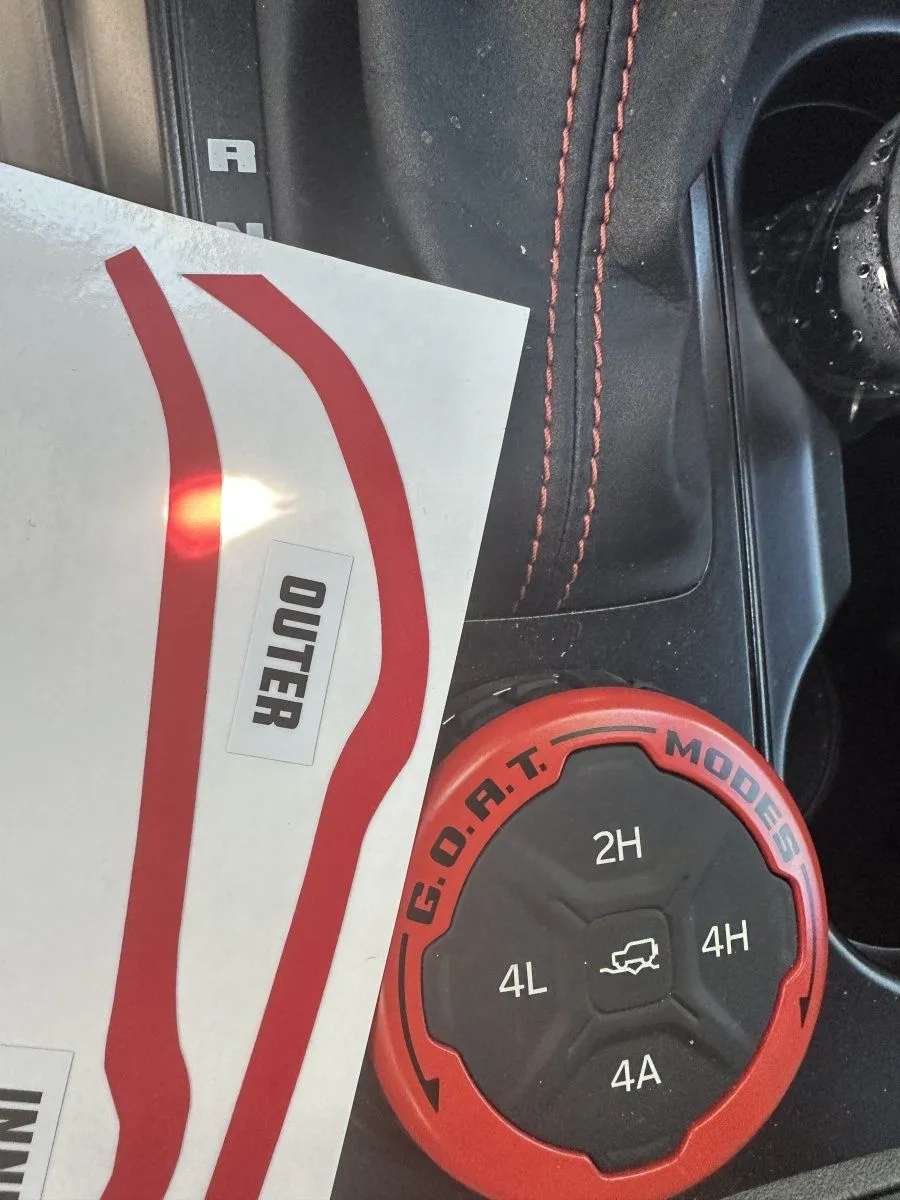 R
N
OUTER
G.O.A.T. MODES
2H
4L
4H
4A